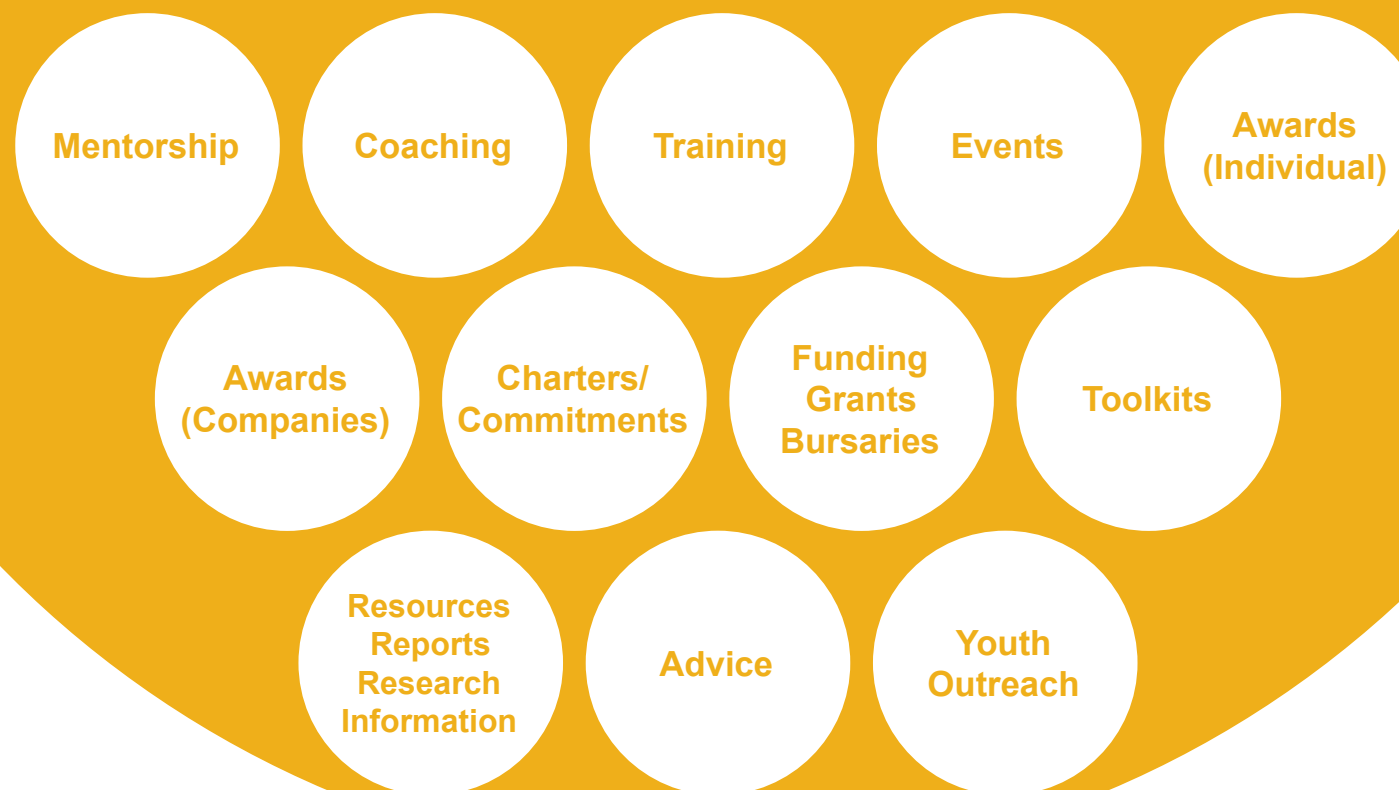 Mentorship
Coaching
Training
Events
Awards
(Individual)
Awards
(Companies)
Charters/
Commitments
Funding
Grants
Bursaries
Toolkits
Resources
Reports
Research
Information
Advice
Youth
Outreach